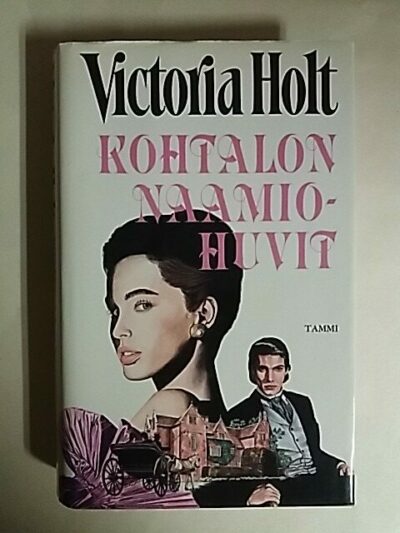 Victoria Holt
KOHTALON
NAAMIO-
HUVIT
TAMMI